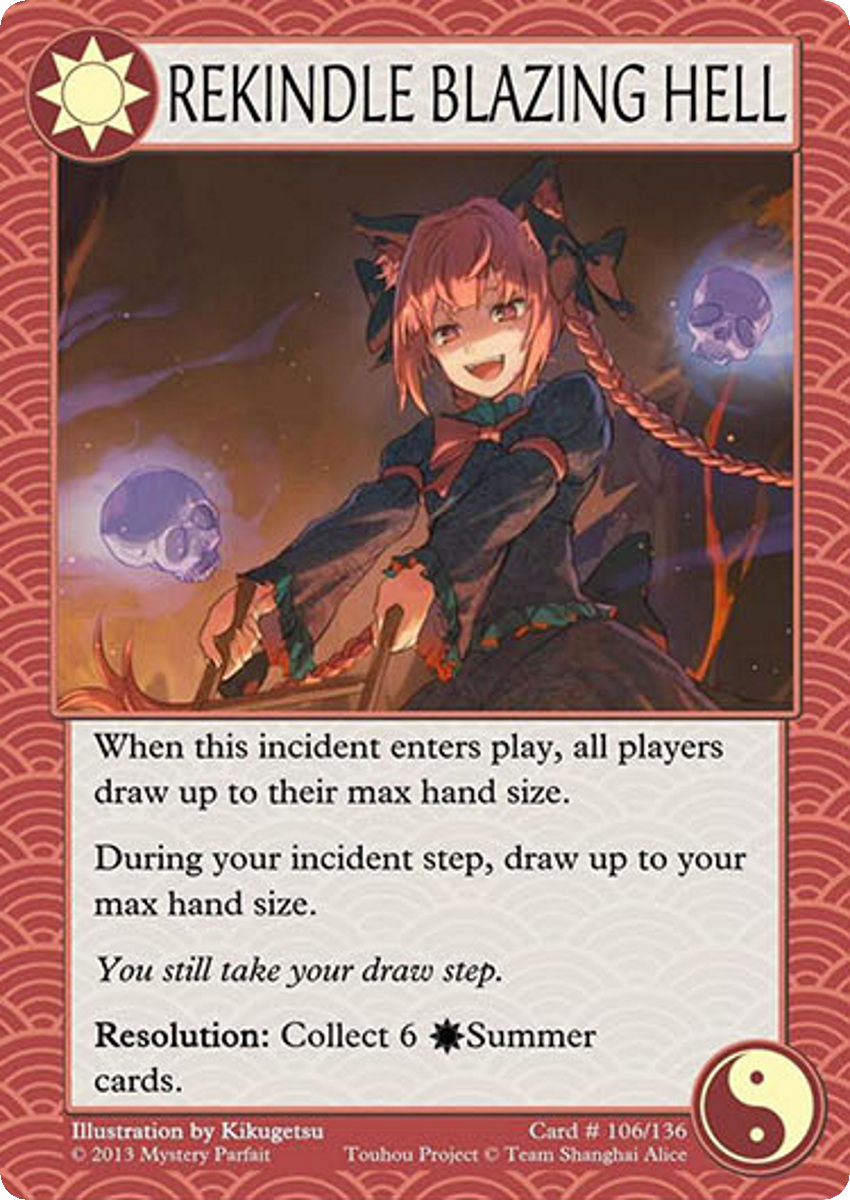 REKINDLE BLAZING HELL
When this incident enters play, all players
draw up to their max hand size.
During your incident step, draw up to your
max hand size.
You still take your draw step.
Resolution: Collect 6 Summer
cards.
Illustration by Kikugetsu
Card # 106/136
© 2013 Mystery Parfait
Touhou Project © Team Shanghai Alice